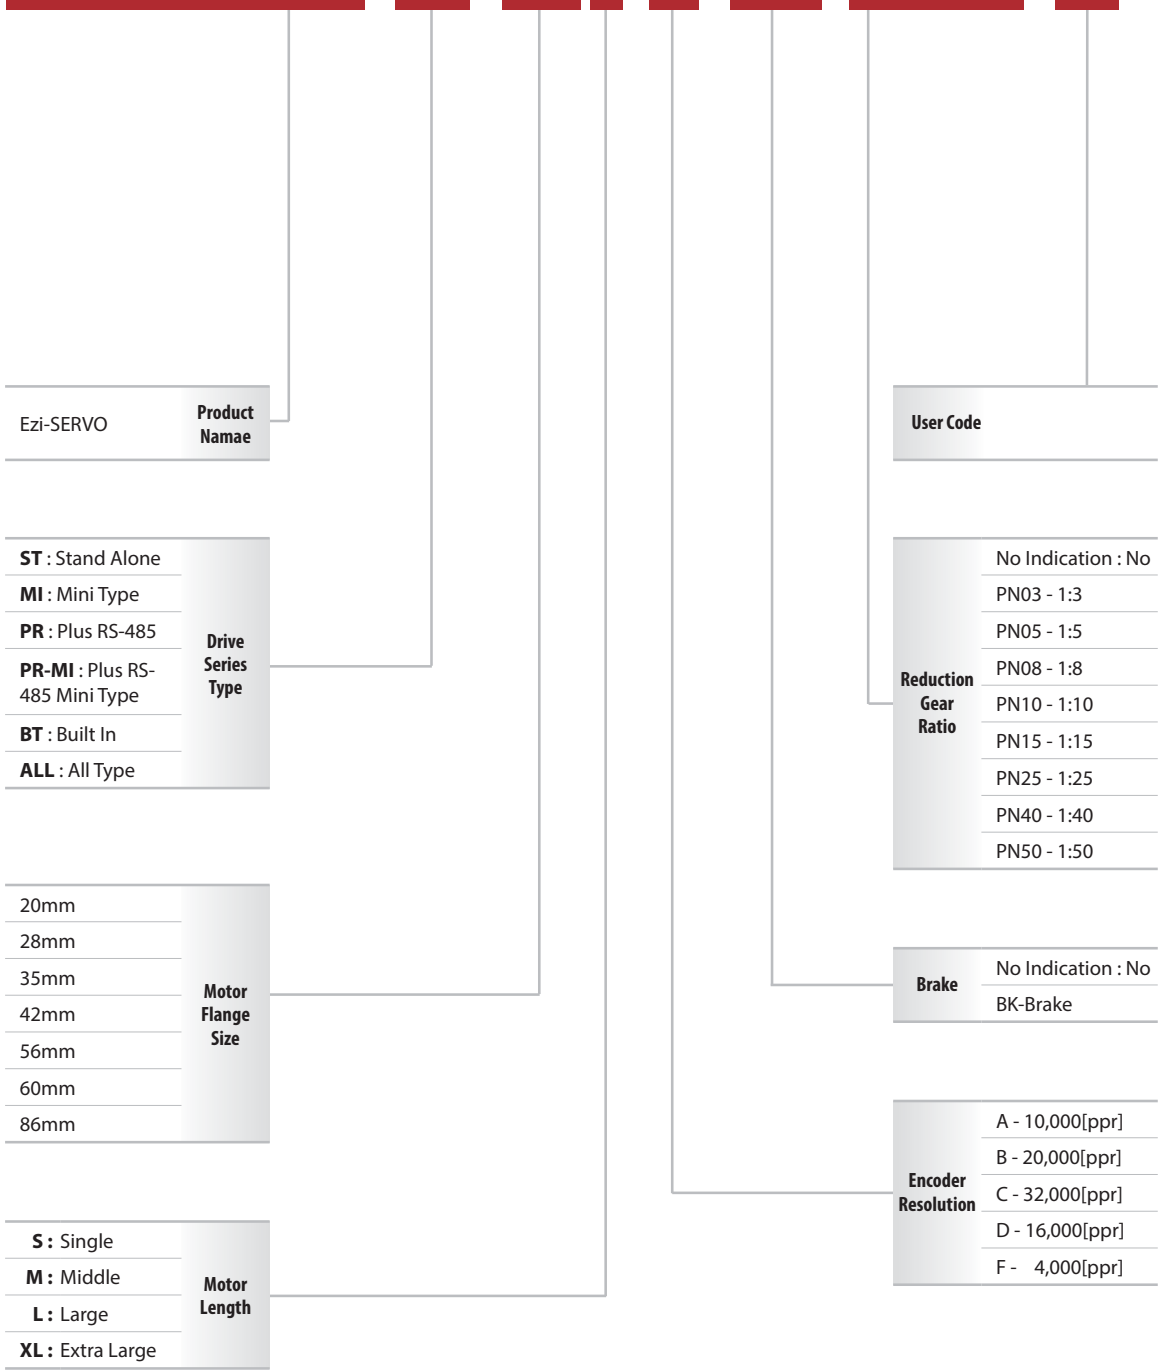 Ezi-SERVO
Product
Namae
ST : Stand Alone
MI : Mini Type
PR : Plus RS-485
PR-MI : Plus RS-
485 Mini Type
BT : Built In
ALL : All Type
Drive
Series
Type
20mm
28mm
35mm
42mm
56mm
60mm
86mm
Motor
Flange
Size
S : Single
M : Middle
L : Large
XL : Extra Large
Motor
Length
User Code
Reduction
Gear
Ratio
No Indication : No
PN03 - 1:3
PN05 - 1:5
PN08 - 1:8
PN10 - 1:10
PN15 - 1:15
PN25 - 1:25
PN40 - 1:40
PN50 - 1:50
Brake
No Indication : No
BK-Brake
Encoder
Resolution
A - 10,000[ppr]
B - 20,000[ppr]
C - 32,000[ppr]
D - 16,000[ppr]
F - 4,000[ppr]